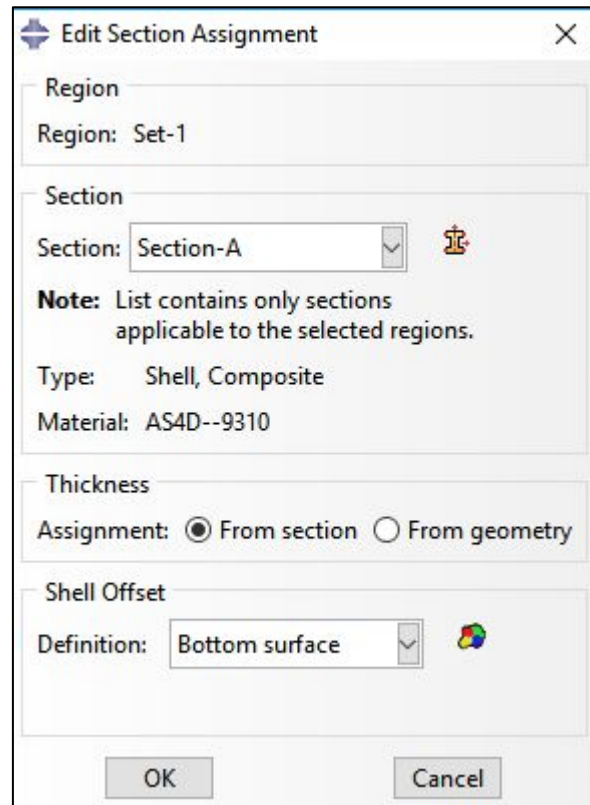 Edit Section Assignment
Region
Region: Set-1
Section
Section: Section-A
Note: List contains only sections
applicable to the selected regions.
Type: Shell, Composite
Material: AS4D--9310
Thickness
Assignment: From section From geometry
Shell Offset
Definition: Bottom surface
OK Cancel